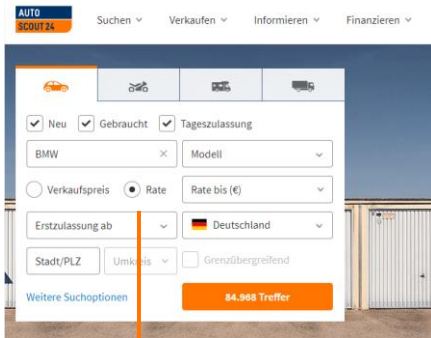 AUTO
SCOUT24
Suchen
Verkaufen
Informieren
Finanzieren
Neu
Gebraucht
Tageszulassung
BMW
Modell
Verkaufspreis
Rate
Rate bis (€)
Erstzulassung ab
Deutschland
Stadt/PLZ
Umkreis
Grenzübergreifend
Weitere Suchoptionen
84.968 Treffer